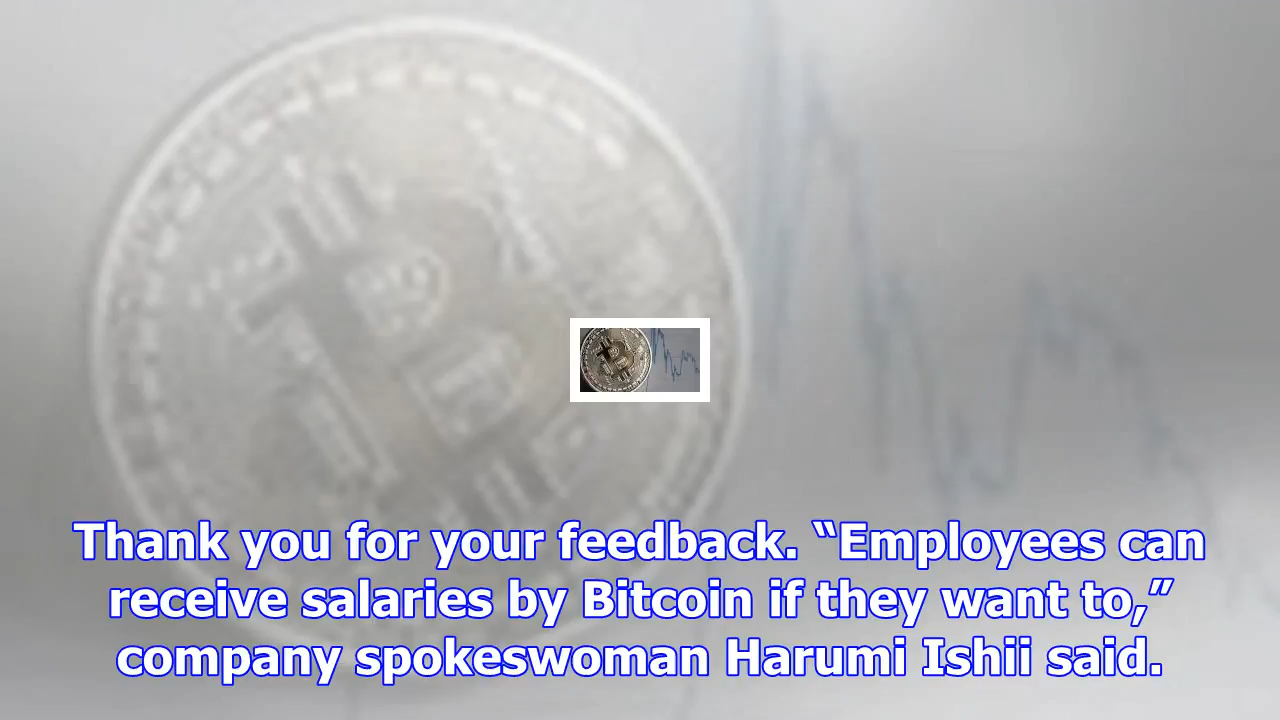 Thank you for your feedback. “Employees can
receive salaries by Bitcoin if they want to,”
company spokeswoman Harumi Ishii said.